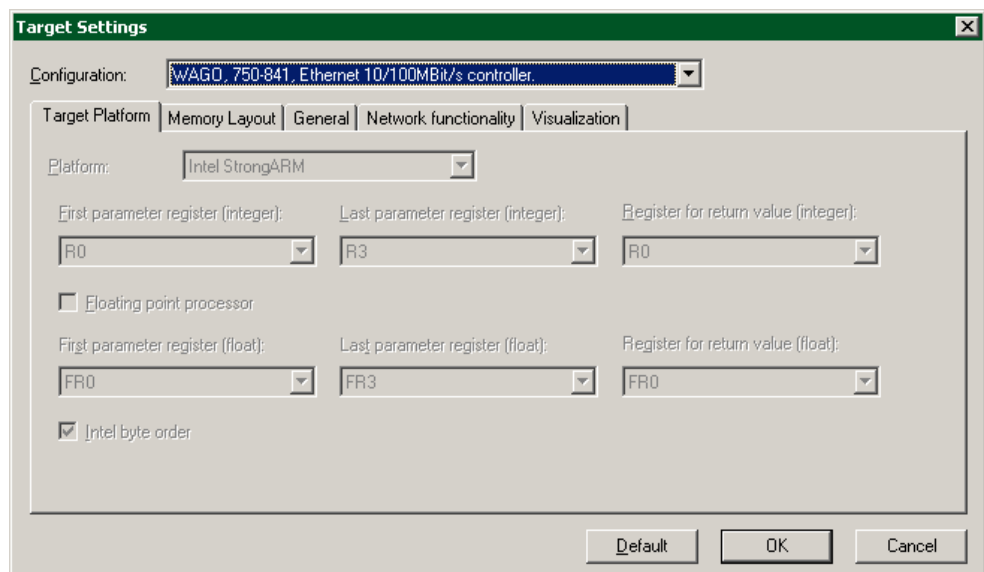 Target Settings
Configuration: WAGO, 750-841, Ethernet 10/100MBit/s controller.
Target Platform Memory Layout General Network functionality Visualization
Platform: Intel StrongARM
First parameter register (integer): Last parameter register (integer): Register for return value (integer):
R0 R3 R0
Floating point processor
First parameter register (float): Last parameter register (float): Register for return value (float):
FR0 FR3 FR0
Intel byte order
Default OK Cancel